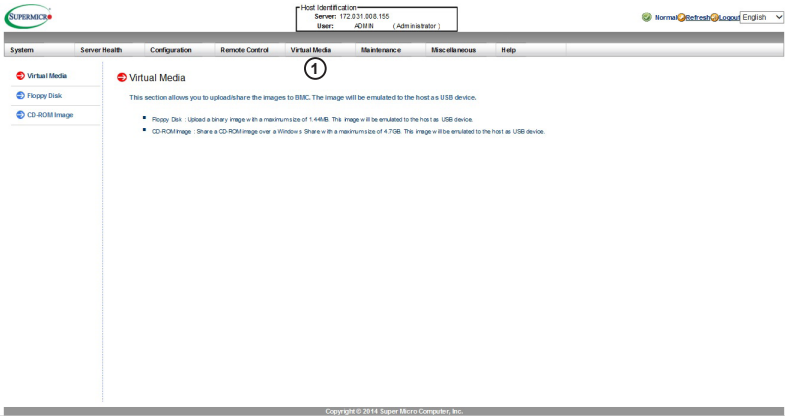 SUPERMICR
Host Identification
Server: 172.031.008.155
User: ADMIN ( Administrator )
Normal Refresh Logout English
System Server Health Configuration Remote Control Virtual Media Maintenance Miscellaneous Help
1
Virtual Media
Floppy Disk
CD-ROM Image
Virtual Media
This section allows you to upload/share the images to BMC. The image will be emulated to the host as USB device.
Floppy Disk : Upload a binary image with a maximum size of 1.44MB. This image will be emulated to the host as USB device.
CD-ROM Image : Share a CD-ROM image over a Windows Share with a maximum size of 4.7GB. This image will be emulated to the host as USB device.
Copyright © 2014 Super Micro Computer, Inc.